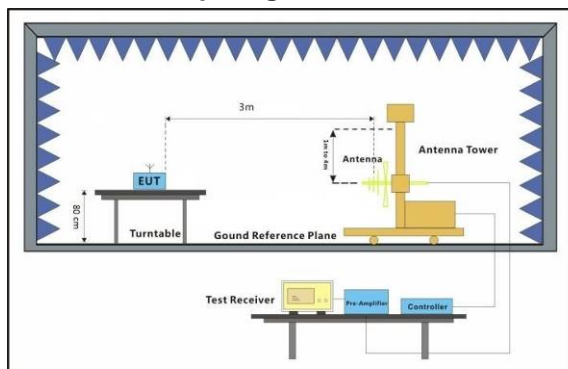 3m
1m to 4m
Antenna
Antenna Tower
EUT
80 cm
Turntable
Gound Reference Plane
Test Receiver
Pre-Amplifier
Controller